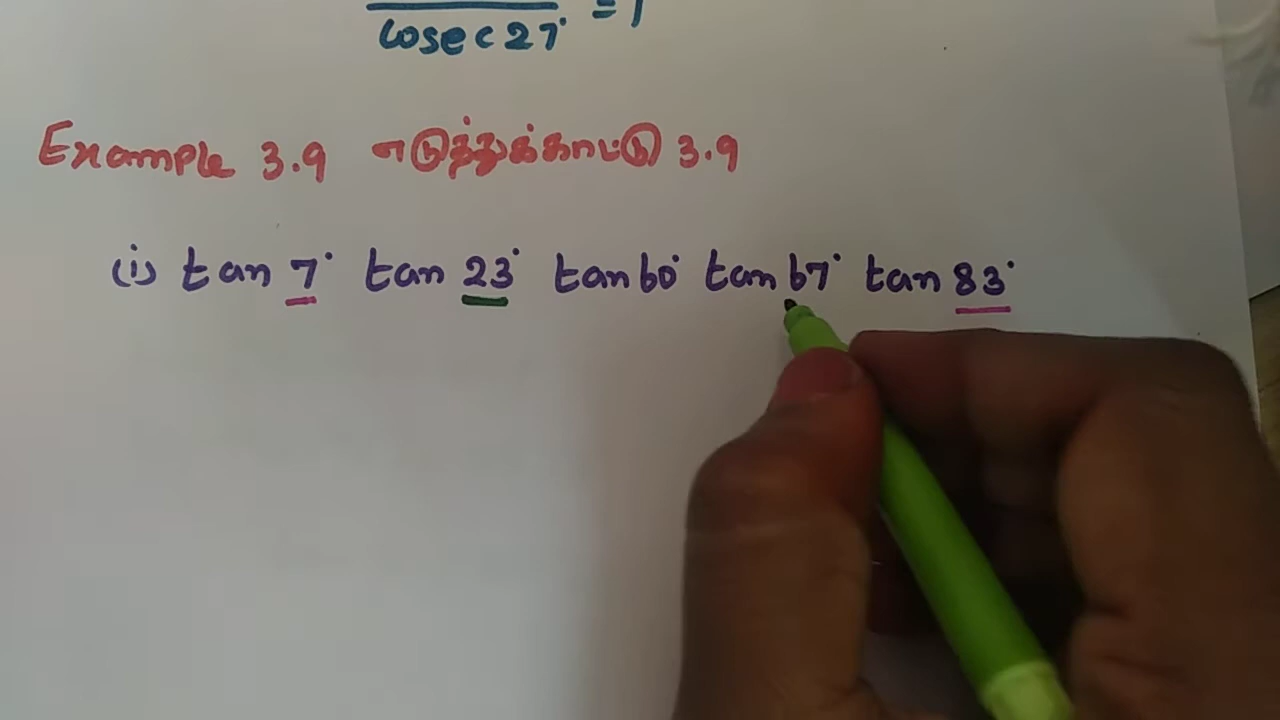 cosec 27° = 1
Example 3.9 எடுத்துக்காட்டு 3.9
(i) tan 7° tan 23° tan 60° tan 67° tan 83°